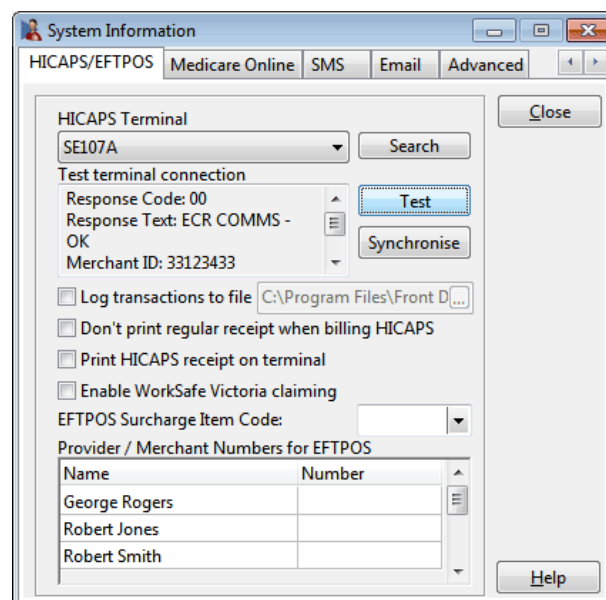 System Information
HICAPS/EFTPOS Medicare Online SMS Email Advanced
Close
HICAPS Terminal
SE107A Search
Test terminal connection
Response Code: 00
Response Text: ECR COMMS -
OK
Merchant ID: 33123433
Test
Synchronise
Log transactions to file C:\Program Files\Front D ...
Don't print regular receipt when billing HICAPS
Print HICAPS receipt on terminal
Enable WorkSafe Victoria claiming
EFTPOS Surcharge Item Code:
Provider / Merchant Numbers for EFTPOS
Name Number
George Rogers
Robert Jones
Robert Smith
Help